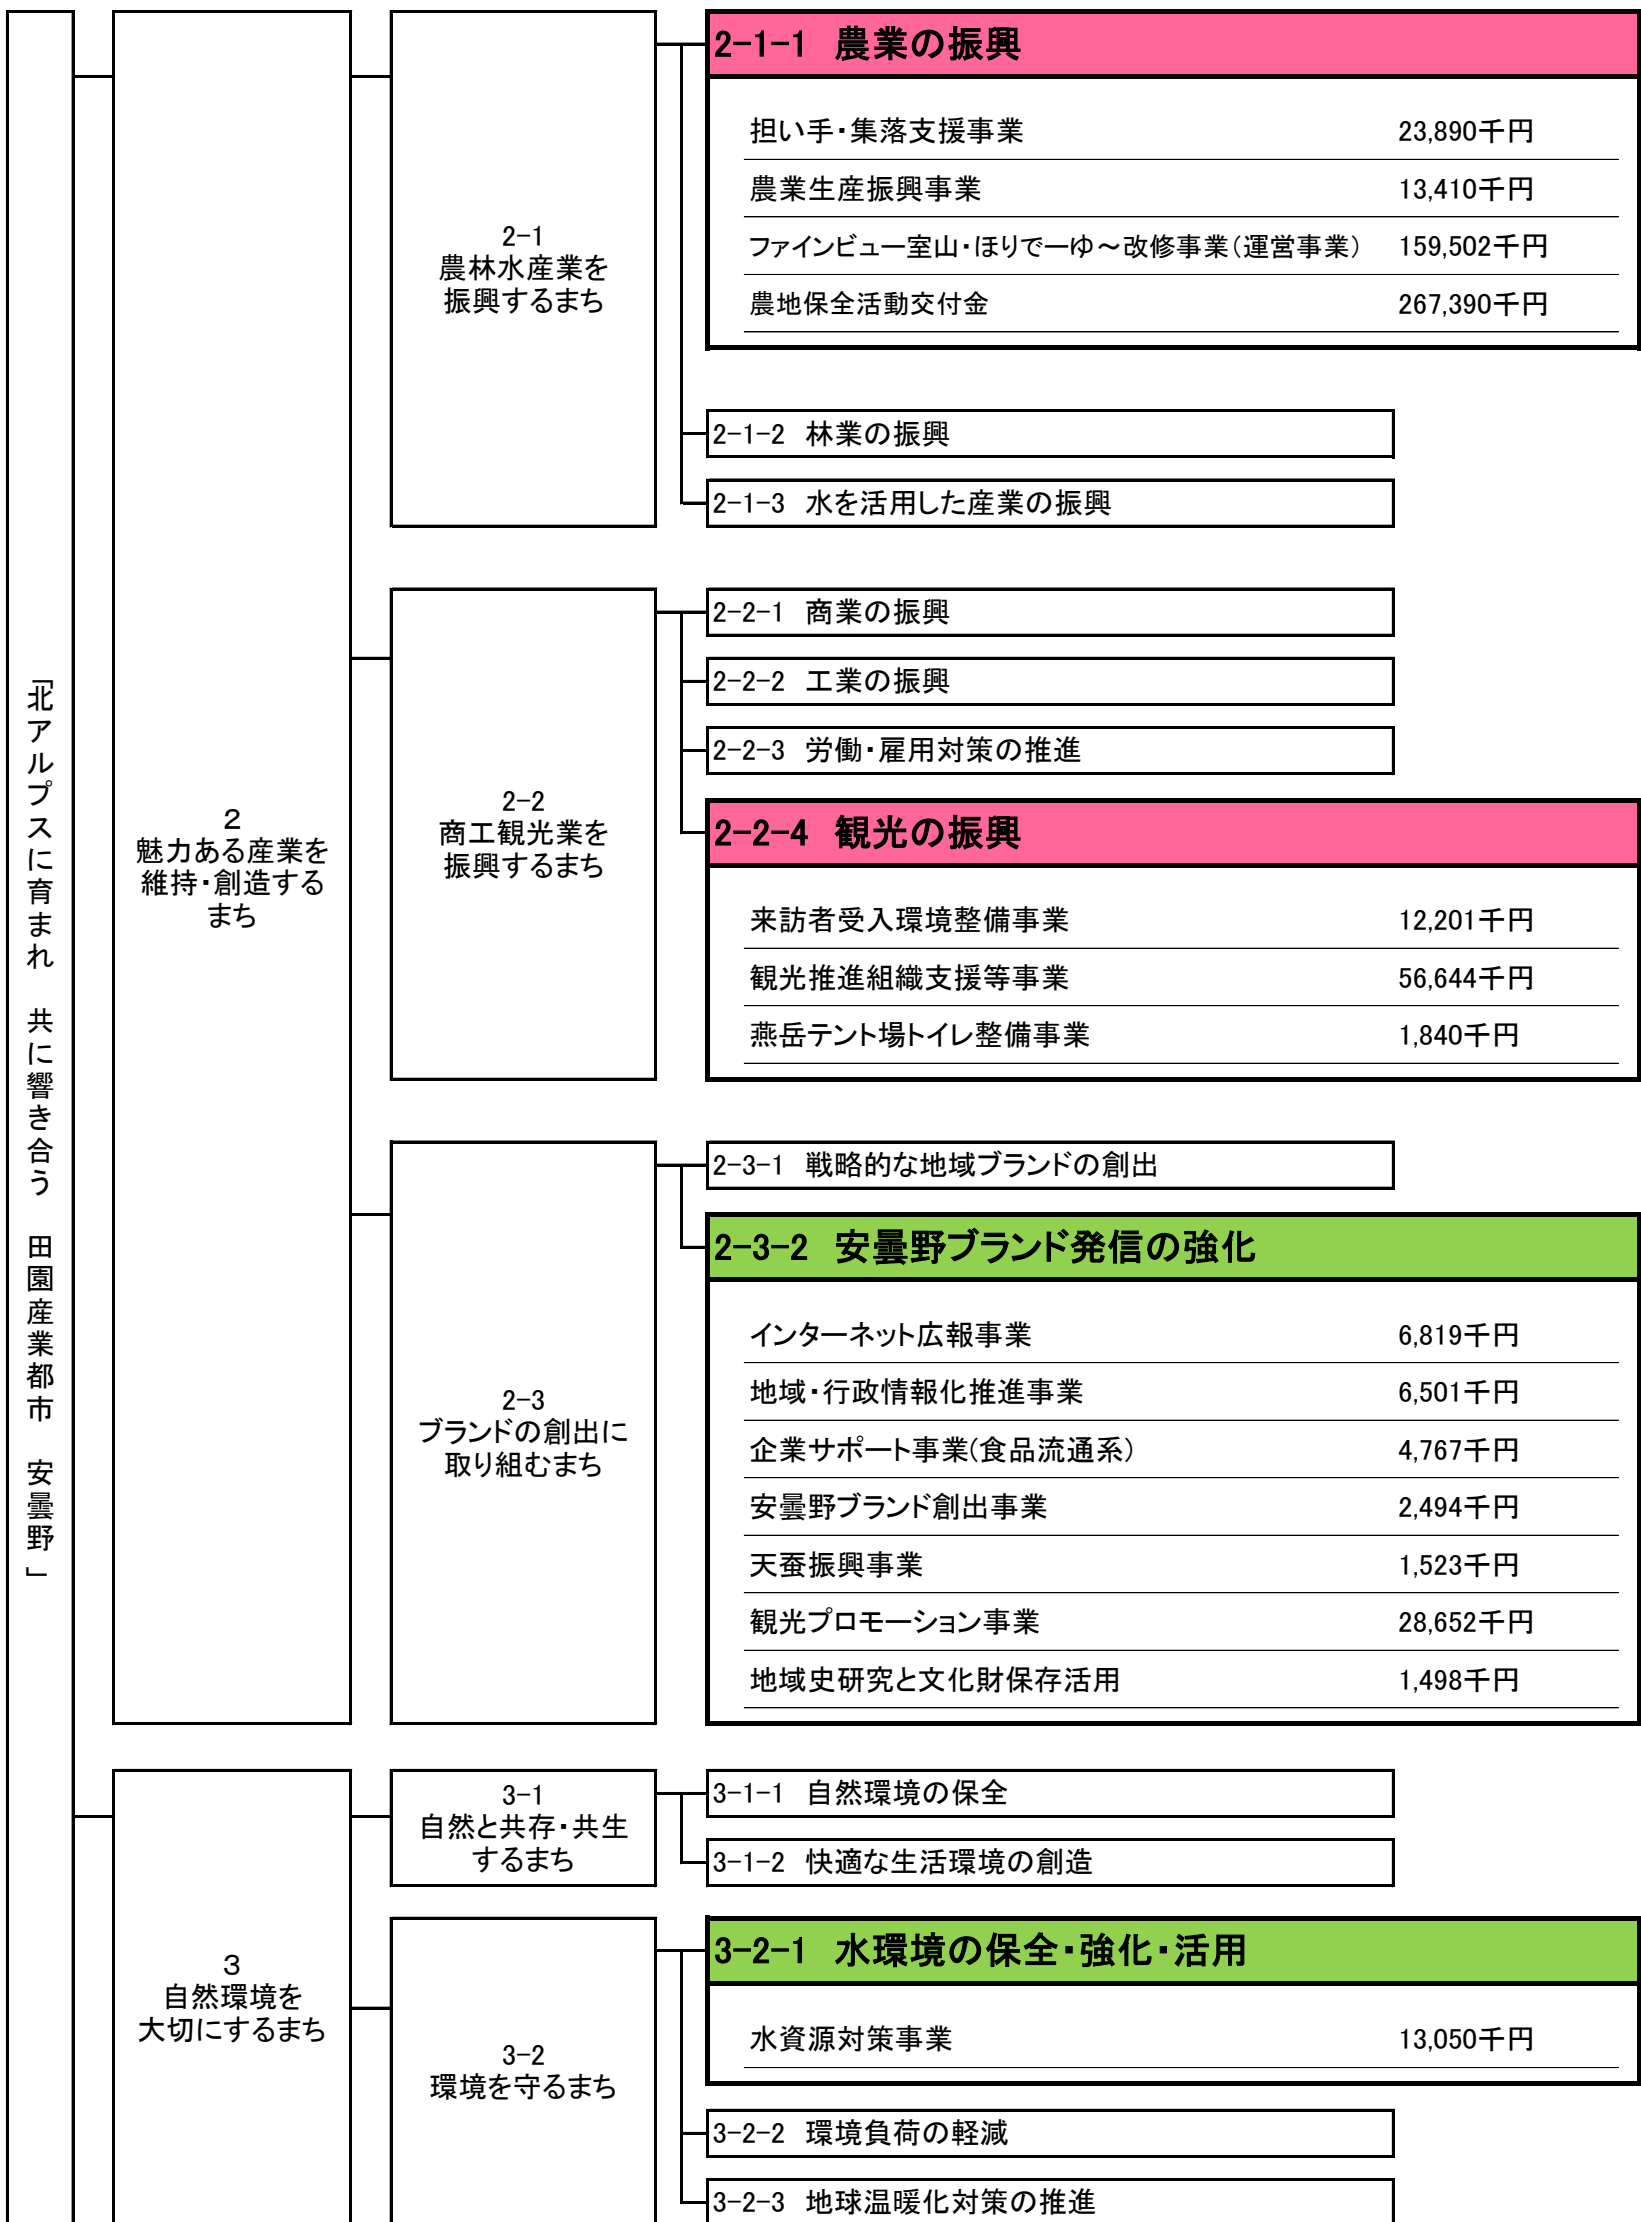 「北アルプスに育まれ　共に響き合う　田園産業都市　安曇野」
2
魅力ある産業を
維持・創造する
まち
2-1
農林水産業を
振興するまち
2-1-1 農業の振興
担い手・集落支援事業 23,890千円
農業生産振興事業 13,410千円
ファインビュー室山・ほりでーゆ～改修事業(運営事業) 159,502千円
農地保全活動交付金 267,390千円
2-1-2 林業の振興
2-1-3 水を活用した産業の振興
2-2
商工観光業を
振興するまち
2-2-1 商業の振興
2-2-2 工業の振興
2-2-3 労働・雇用対策の推進
2-2-4 観光の振興
来訪者受入環境整備事業 12,201千円
観光推進組織支援等事業 56,644千円
燕岳テント場トイレ整備事業 1,840千円
2-3
ブランドの創出に
取り組むまち
2-3-1 戦略的な地域ブランドの創出
2-3-2 安曇野ブランド発信の強化
インターネット広報事業 6,819千円
地域・行政情報化推進事業 6,501千円
企業サポート事業(食品流通系) 4,767千円
安曇野ブランド創出事業 2,494千円
天蚕振興事業 1,523千円
観光プロモーション事業 28,652千円
地域史研究と文化財保存活用 1,498千円
3
自然環境を
大切にするまち
3-1
自然と共存・共生
するまち
3-1-1 自然環境の保全
3-1-2 快適な生活環境の創造
3-2
環境を守るまち
3-2-1 水環境の保全・強化・活用
水資源対策事業 13,050千円
3-2-2 環境負荷の軽減
3-2-3 地球温暖化対策の推進